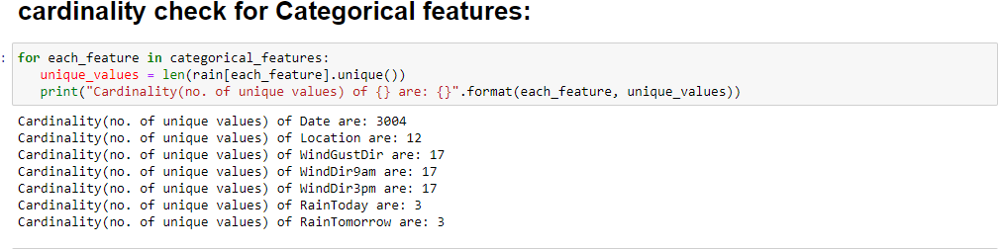 cardinality check for Categorical features:
: for each_feature in categorical_features:
unique_values = len(rain[each_feature].unique())
print("Cardinality(no. of unique values) of {} are: {}".format(each_feature, unique_values))
Cardinality(no. of unique values) of Date are: 3004
Cardinality(no. of unique values) of Location are: 12
Cardinality(no. of unique values) of WindGustDir are: 17
Cardinality(no. of unique values) of WindDir9am are: 17
Cardinality(no. of unique values) of WindDir3pm are: 17
Cardinality(no. of unique values) of RainToday are: 3
Cardinality(no. of unique values) of RainTomorrow are: 3